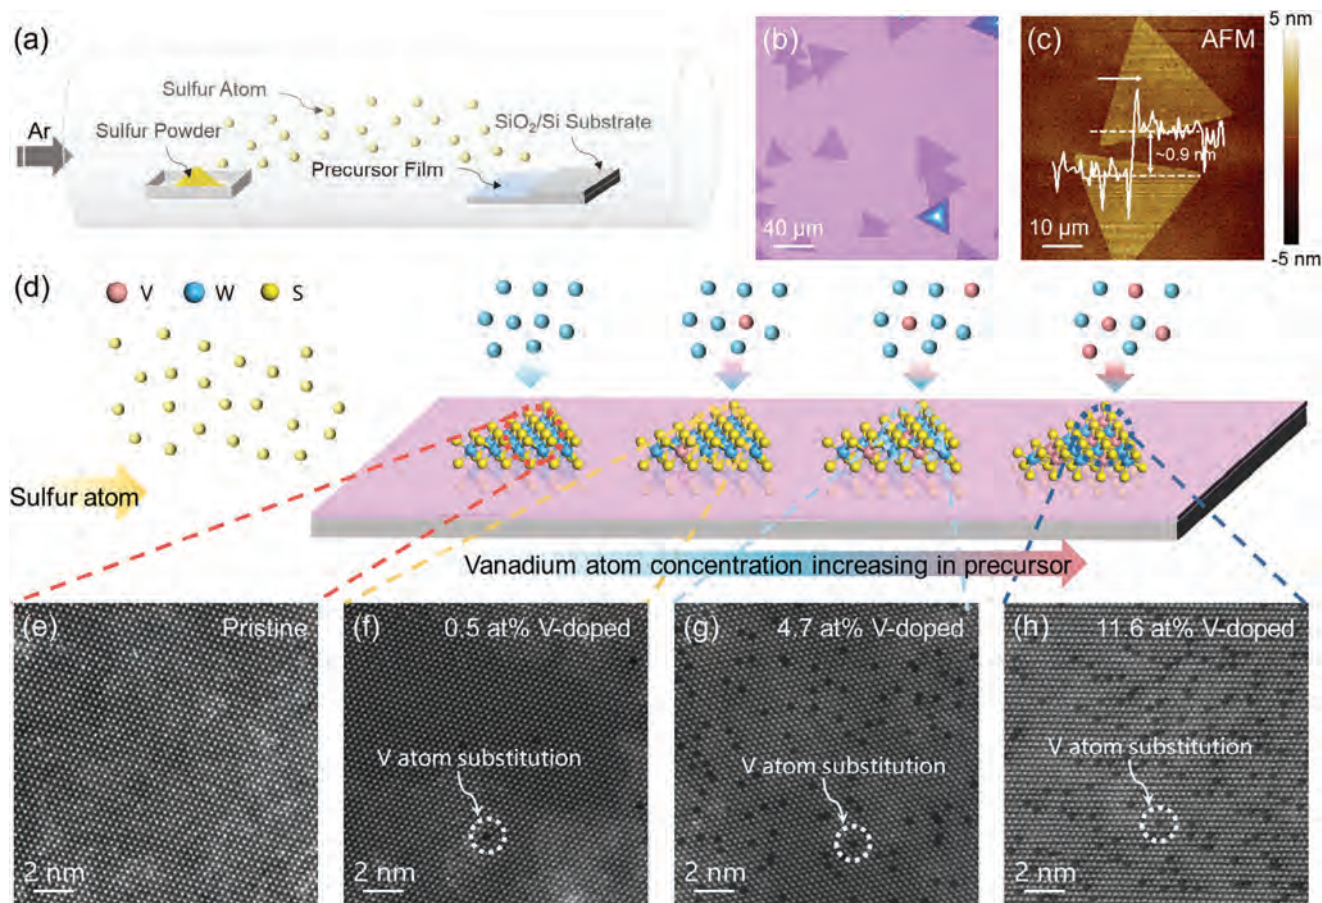 (a)
Sulfur Atom
Ar
Sulfur Powder
SiO₂/Si Substrate
Precursor Film
(b)
40 μm
(c)
AFM
~0.9 nm
10 μm
5 nm
-5 nm
(d)
V
W
S
Sulfur atom
Vanadium atom concentration increasing in precursor
(e)
Pristine
2 nm
(f)
0.5 at% V-doped
V atom substitution
2 nm
(g)
4.7 at% V-doped
V atom substitution
2 nm
(h)
11.6 at% V-doped
V atom substitution
2 nm